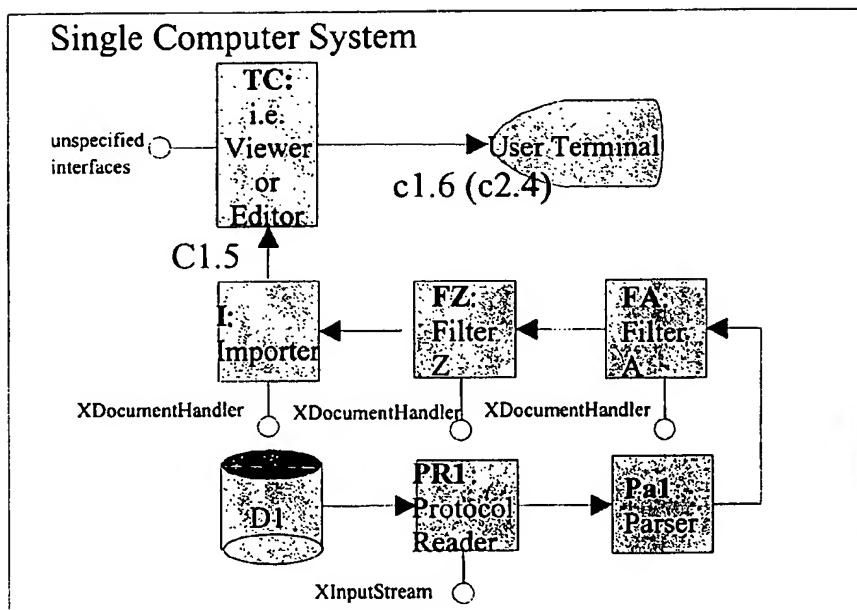 Single Computer System
TC:
i.e.
Viewer
or
Editor
unspecified
interfaces
User Terminal
c1.6 (c2.4)
C1.5
I:
Importer
FZ:
Filter
Z
FA:
Filter
A
XDocumentHandler
XDocumentHandler
XDocumentHandler
D1
PR1:
Protocol
Reader
Pa1
Parser
XInputStream